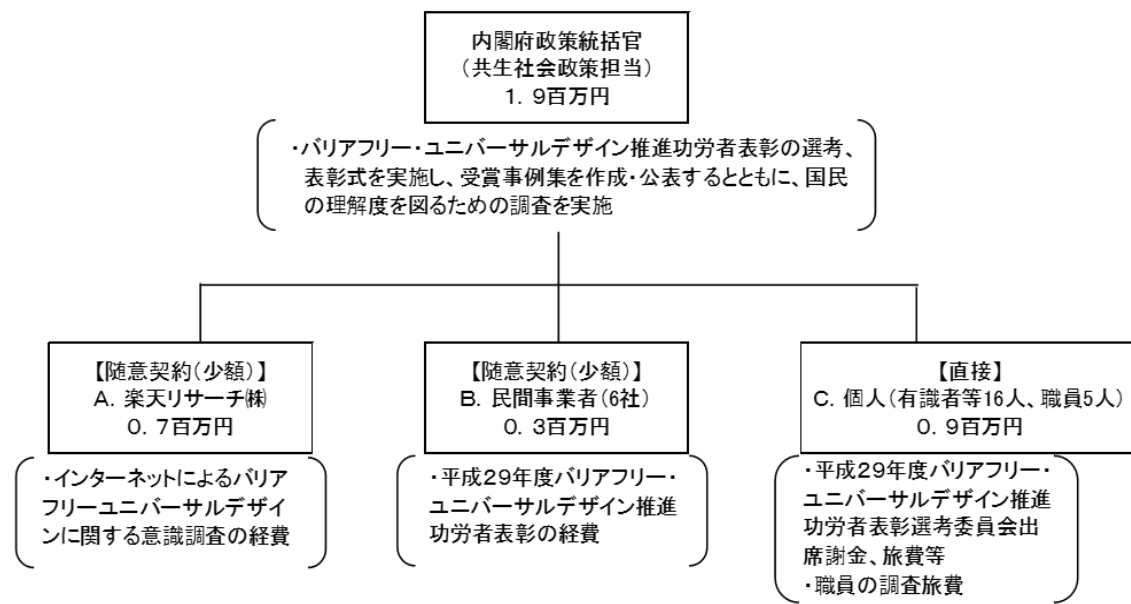 内閣府政策統括官
(共生社会政策担当)
1.9百万円
・バリアフリー・ユニバーサルデザイン推進功労者表彰の選考、
表彰式を実施し、受賞事例集を作成・公表するとともに、国民
の理解度を図るための調査を実施
【随意契約(少額)】
A. 楽天リサーチ㈱
0.7百万円
・インターネットによるバリア
フリーユニバーサルデザイ
ンに関する意識調査の経費
【随意契約(少額)】
B. 民間事業者(6社)
0.3百万円
・平成29年度バリアフリー・
ユニバーサルデザイン推進
功労者表彰の経費
【直接】
C. 個人(有識者等16人、職員5人)
0.9百万円
・平成29年度バリアフリー・
ユニバーサルデザイン推進
功労者表彰選考委員会出
席謝金、旅費等
・職員の調査旅費